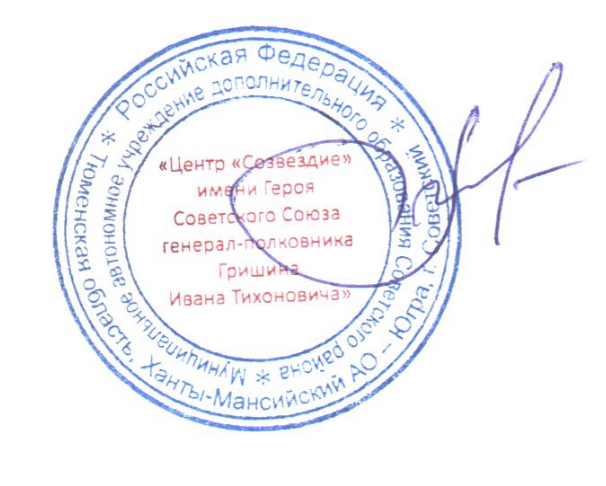 * Российская Федерация *
Тюменская область, Ханты-Мансийский АО – Югра, г. Советский
* Муниципальное автономное учреждение дополнительного образования Советского района
«Центр «Созвездие»
имени Героя
Советского Союза
генерал-полковника
Гришина
Ивана Тихоновича»